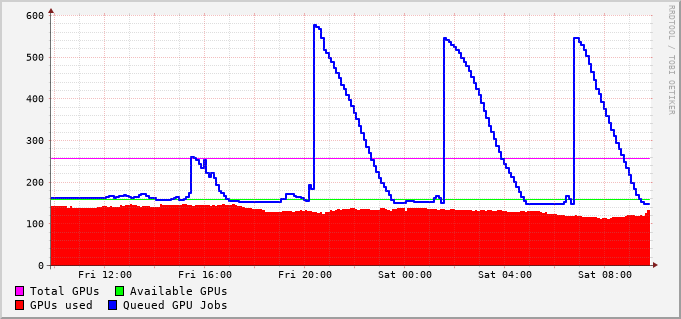 600
500
400
300
200
100
0
Fri 12:00 Fri 16:00 Fri 20:00 Sat 00:00 Sat 04:00 Sat 08:00
Total GPUs Available GPUs
GPUs used Queued GPU Jobs
RRDTOOL / TOBI OETIKER